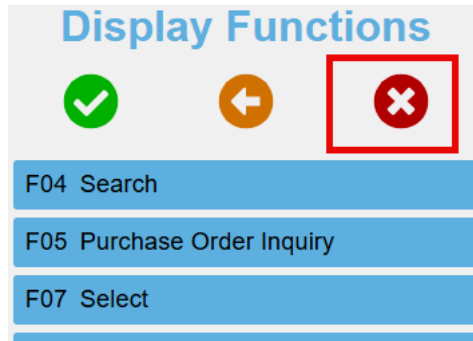 Display Functions
F04 Search
F05 Purchase Order Inquiry
F07 Select